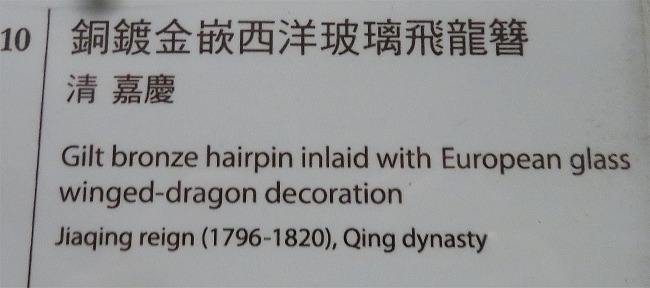 10
銅鍍金嵌西洋玻璃飛龍簪
清 嘉慶
Gilt bronze hairpin inlaid with European glass
winged-dragon decoration
Jiaqing reign (1796-1820), Qing dynasty